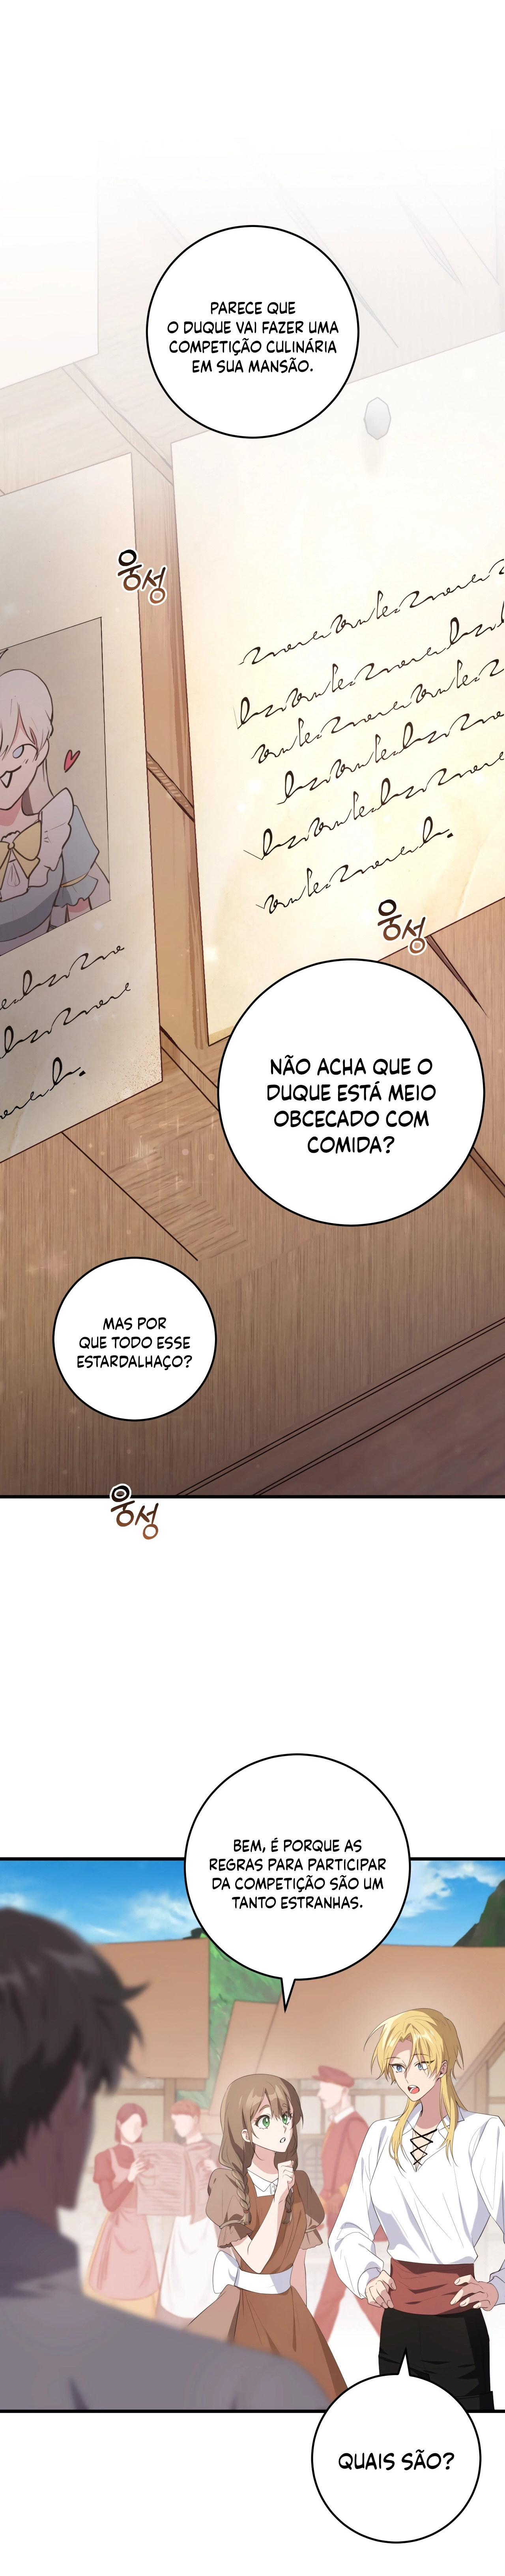 PARECE QUE
O DUQUE VAI FAZER UMA
COMPETIÇÃO CULINÁRIA
EM SUA MANSÃO.
웅성
웅성
NÃO ACHA QUE O
DUQUE ESTÁ MEIO
OBCECADO COM
COMIDA?
MAS POR
QUE TODO ESSE
ESTARDALHAÇO?
웅성
BEM, É PORQUE AS
REGRAS PARA PARTICIPAR
DA COMPETIÇÃO SÃO UM
TANTO ESTRANHAS.
QUAIS SÃO?